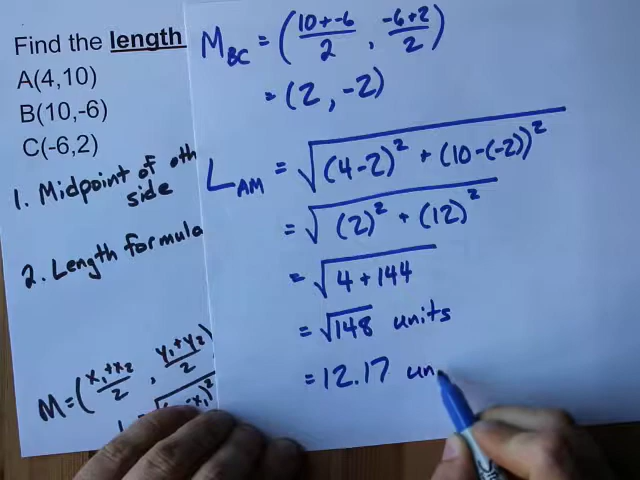 Find the length
A(4,10)
B(10,-6)
C(-6,2)
1. Midpoint of oth
side
2. Length formula
M = (x₁+x₂/2 , y₁+y₂/2)
M_BC = (10+-6/2 , -6+2/2)
= (2, -2)
L_AM = √(4-2)² + (10-(-2))²
= √(2)² + (12)²
= √4+144
= √148 units
= 12.17 un